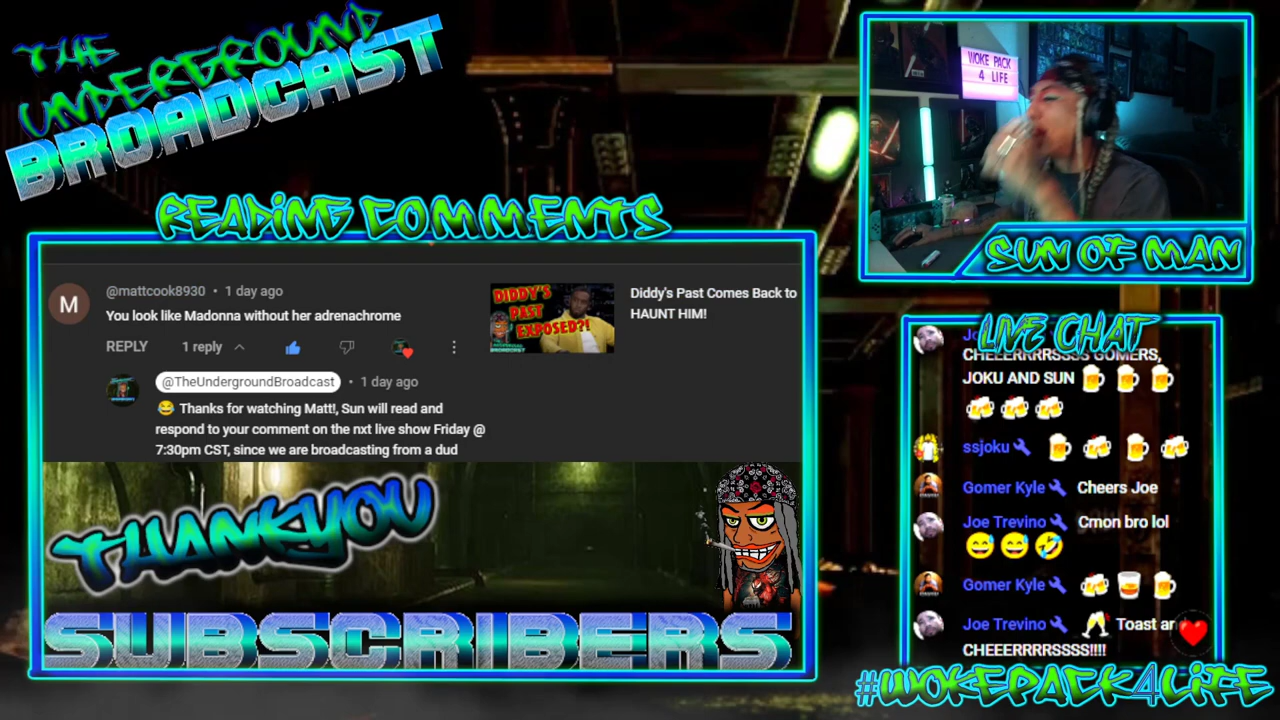 THE
UNDERGROUND
BROADCAST
WOKE PACK
4 LIFE
SUN OF MAN
READING COMMENTS
M
@mattcook8930 • 1 day ago
You look like Madonna without her adrenachrome
REPLY 1 reply
@TheUndergroundBroadcast • 1 day ago
😂 Thanks for watching Matt!, Sun will read and
respond to your comment on the nxt live show Friday @
7:30pm CST, since we are broadcasting from a dud
DIDDY'S
PAST
EXPOSED?!
Diddy's Past Comes Back to
HAUNT HIM!
THANKYOU
SUBSCRIBERS
LIVE CHAT
CHEEERRRRSSSS GOMERS,
JOKU AND SUN 🍺 🍺 🍺
🍻 🍻 🍻
ssjoku 🍺 🍻 🍺 🍻
Gomer Kyle Cheers Joe
Joe Trevino Cmon bro lol
😅 😅 🤣
Gomer Kyle 🍻 🥃 🍺
Joe Trevino 🥂 Toast ar
CHEEERRRRSSSS!!!!
#WOKEPACK4LIFE